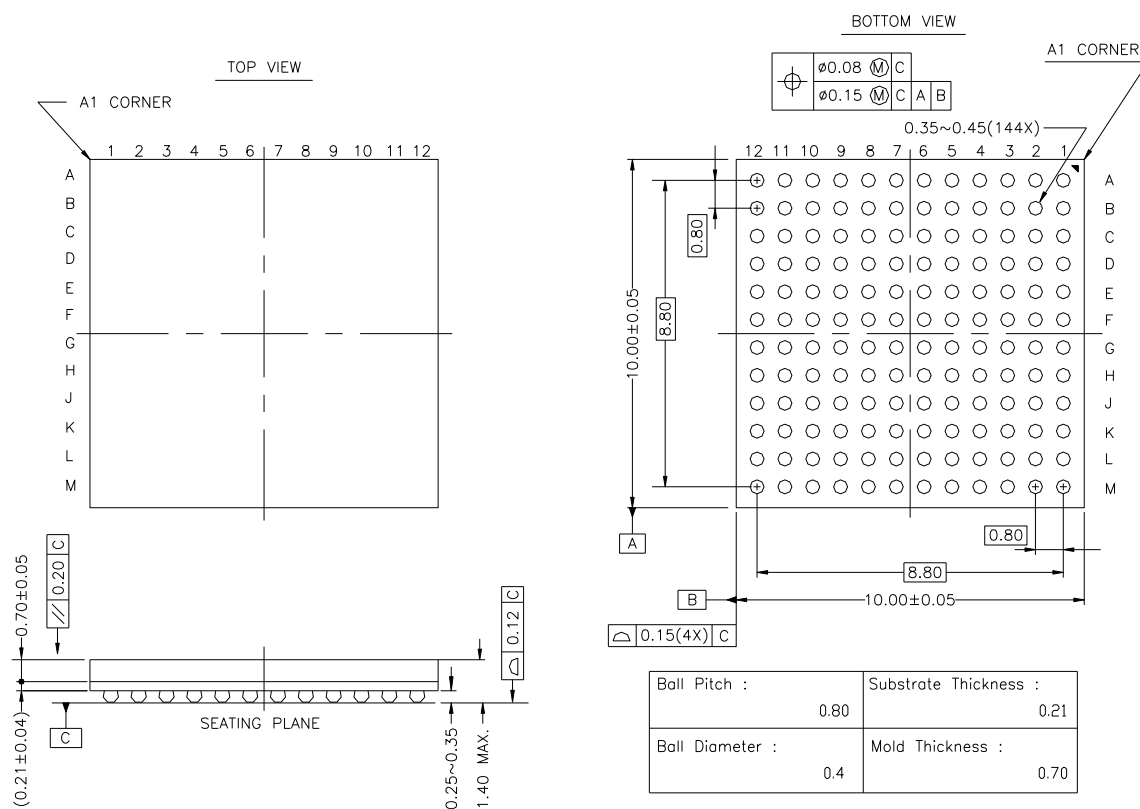 BOTTOM VIEW
A1 CORNER
ø0.08 Ⓜ C
ø0.15 Ⓜ C A B
0.35~0.45(144X)
TOP VIEW
A1 CORNER
1 2 3 4 5 6 7 8 9 10 11 12
A
B
C
D
E
F
G
H
J
K
L
M
12 11 10 9 8 7 6 5 4 3 2 1
A
B
C
D
E
F
G
H
J
K
L
M
0.80
8.80
10.00±0.05
A
0.80
8.80
B
10.00±0.05
0.15(4X) C
0.70±0.05
// 0.20 C
(0.21±0.04)
C
SEATING PLANE
0.25~0.35
1.40 MAX.
0.12 C
Ball Pitch :
0.80
Substrate Thickness :
0.21
Ball Diameter :
0.4
Mold Thickness :
0.70